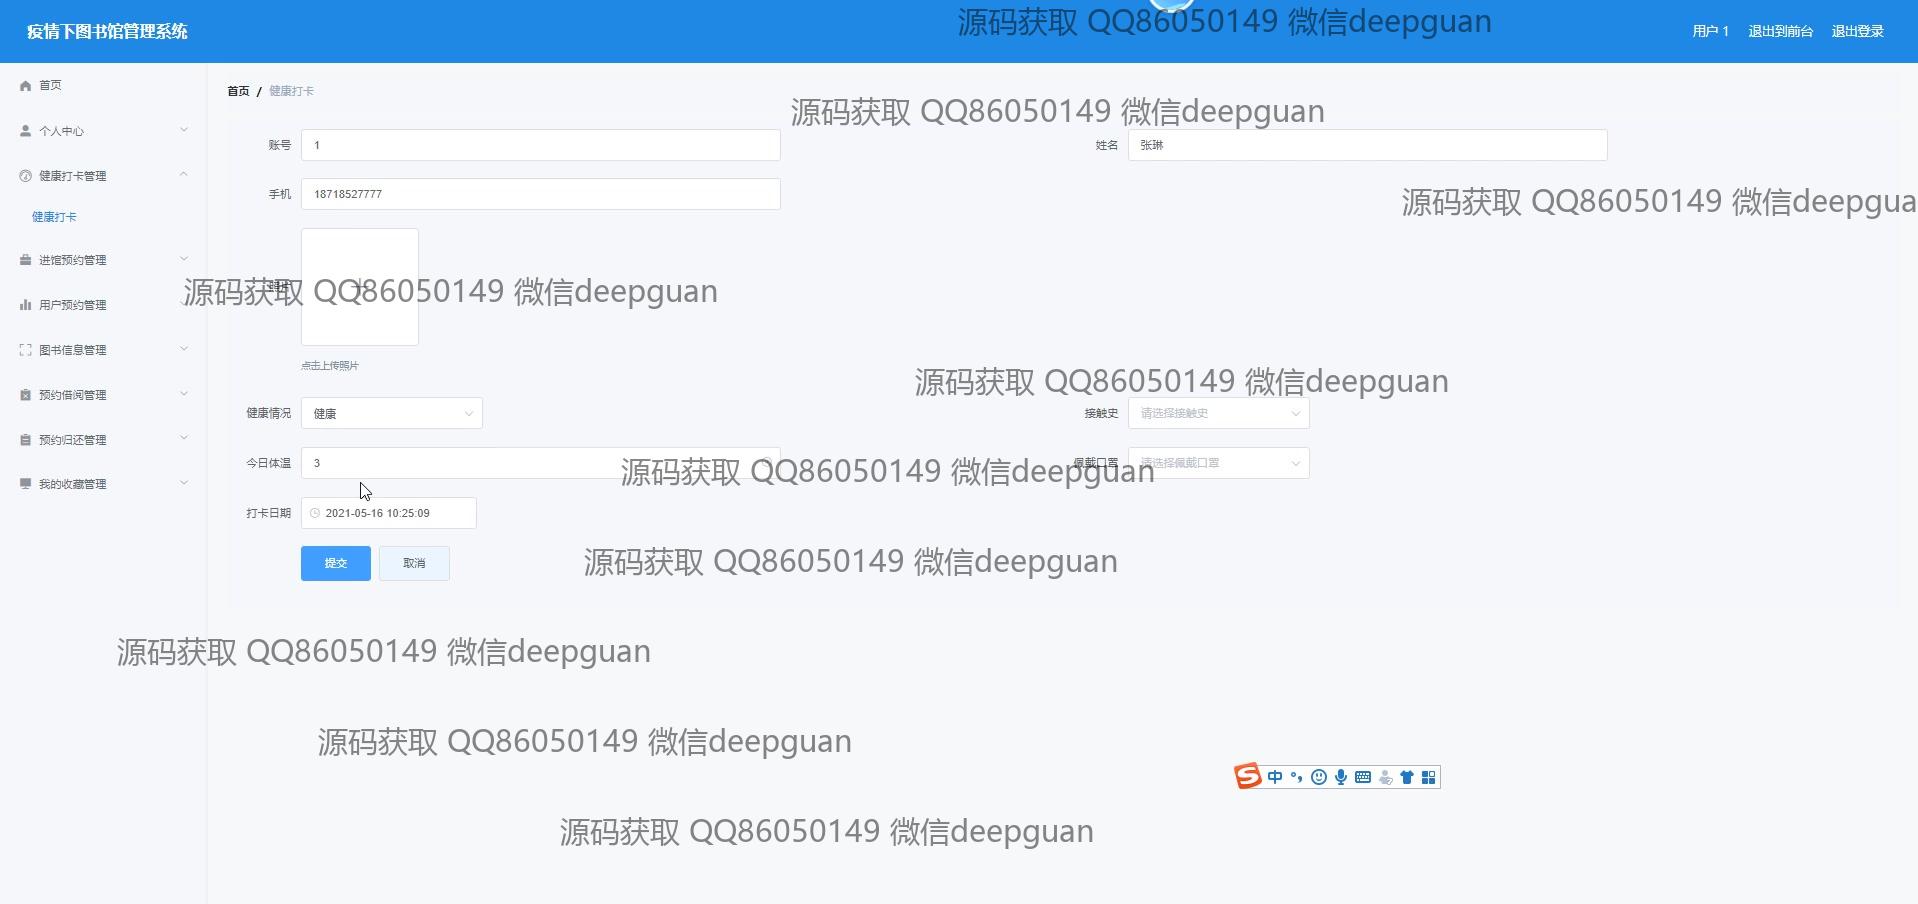 疫情下图书馆管理系统
源码获取 QQ86050149 微信deepguan
用户 1 退出到前台 退出登录
首页
个人中心
健康打卡管理
健康打卡
进馆预约管理
用户预约管理
图书信息管理
预约借阅管理
预约归还管理
我的收藏管理
首页 / 健康打卡
源码获取 QQ86050149 微信deepguan
账号 1
姓名 张琳
手机 18718527777
源码获取 QQ86050149 微信deepgua
源码获取 QQ86050149 微信deepguan
点击上传照片
源码获取 QQ86050149 微信deepguan
健康情况 健康
接触史 请选择接触史
今日体温 3
佩戴口罩 请选择佩戴口罩
源码获取 QQ86050149 微信deepguan
打卡日期 2021-05-16 10:25:09
提交 取消
源码获取 QQ86050149 微信deepguan
源码获取 QQ86050149 微信deepguan
源码获取 QQ86050149 微信deepguan
中
源码获取 QQ86050149 微信deepguan